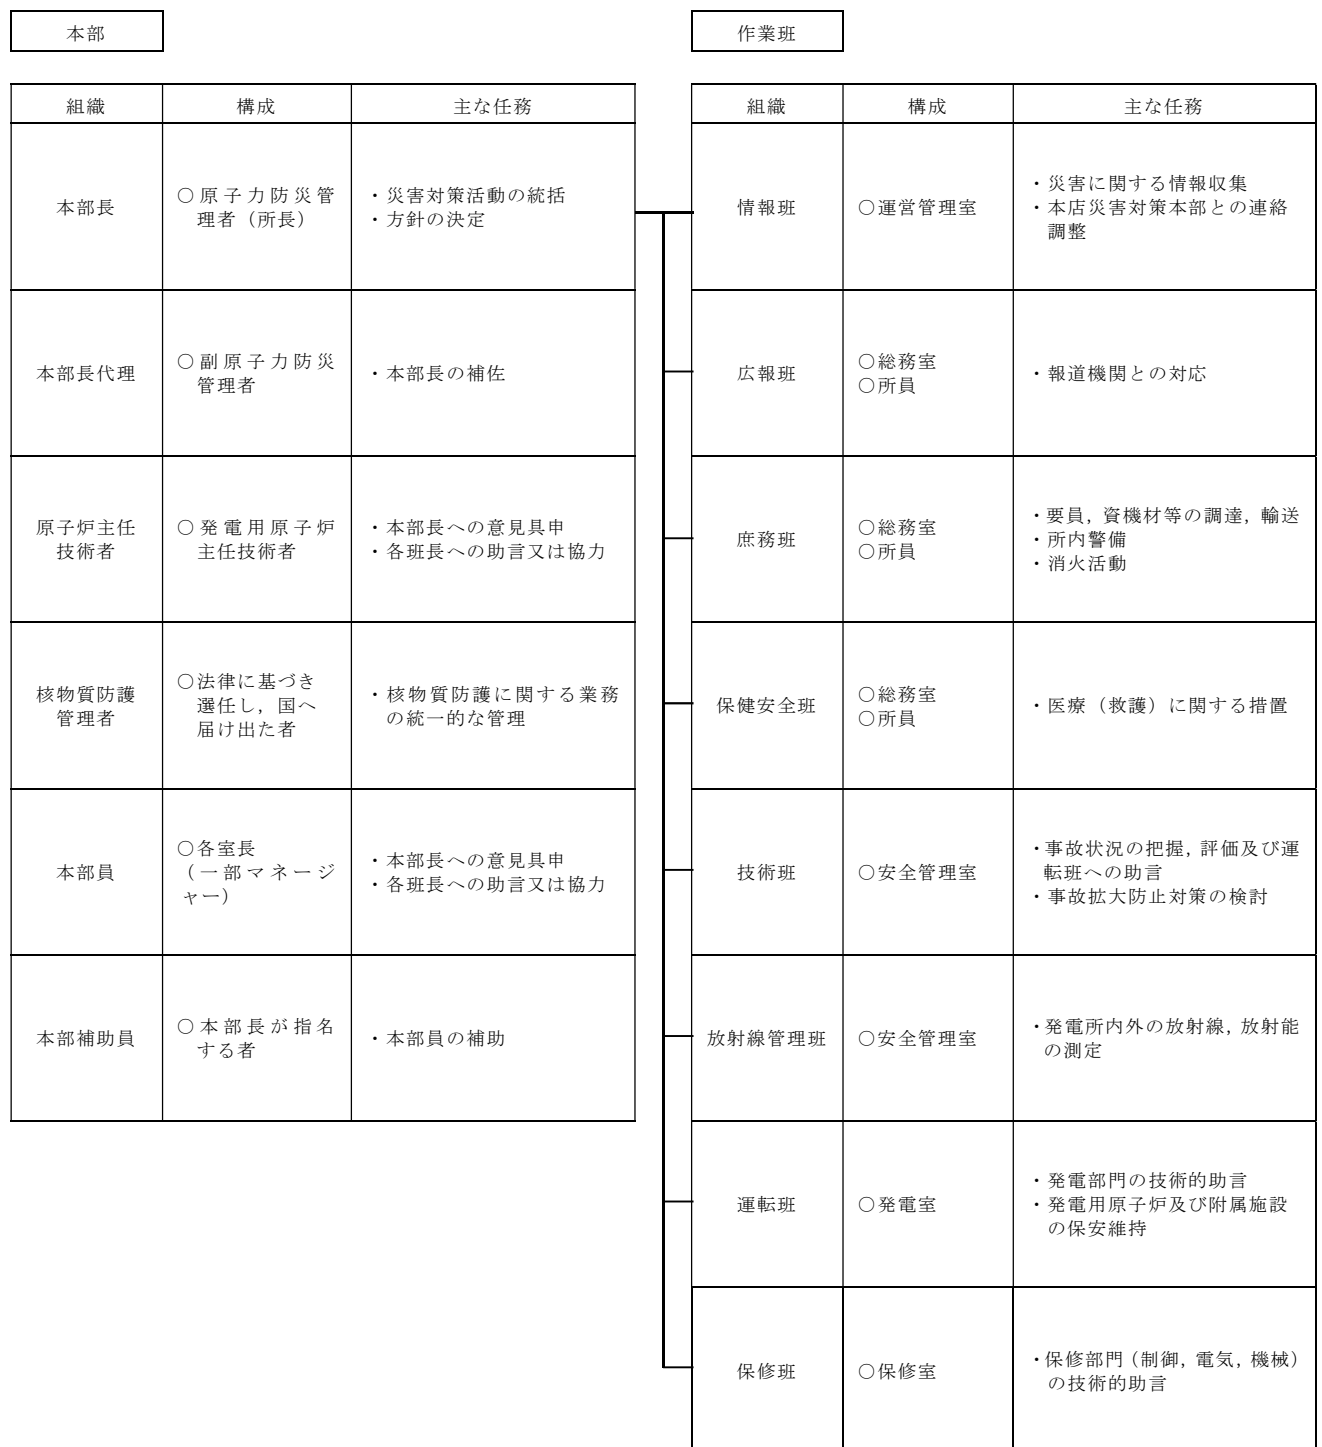 本部
組織
構成
主な任務
本部長
○原子力防災管
理者（所長）
・災害対策活動の統括
・方針の決定
本部長代理
○副原子力防災
管理者
・本部長の補佐
原子炉主任
技術者
○発電用原子炉
主任技術者
・本部長への意見具申
・各班長への助言又は協力
核物質防護
管理者
○法律に基づき
選任し，国へ
届け出た者
・核物質防護に関する業務
の統一的な管理
本部員
○各室長
（一部マネージ
ャー）
・本部長への意見具申
・各班長への助言又は協力
本部補助員
○本部長が指名
する者
・本部員の補助
作業班
組織
構成
主な任務
情報班
○運営管理室
・災害に関する情報収集
・本店災害対策本部との連絡
調整
広報班
○総務室
○所員
・報道機関との対応
庶務班
○総務室
○所員
・要員，資機材等の調達，輸送
・所内警備
・消火活動
保健安全班
○総務室
○所員
・医療（救護）に関する措置
技術班
○安全管理室
・事故状況の把握，評価及び運
転班への助言
・事故拡大防止対策の検討
放射線管理班
○安全管理室
・発電所内外の放射線，放射能
の測定
運転班
○発電室
・発電部門の技術的助言
・発電用原子炉及び附属施設
の保安維持
保修班
○保修室
・保修部門（制御，電気，機械）
の技術的助言